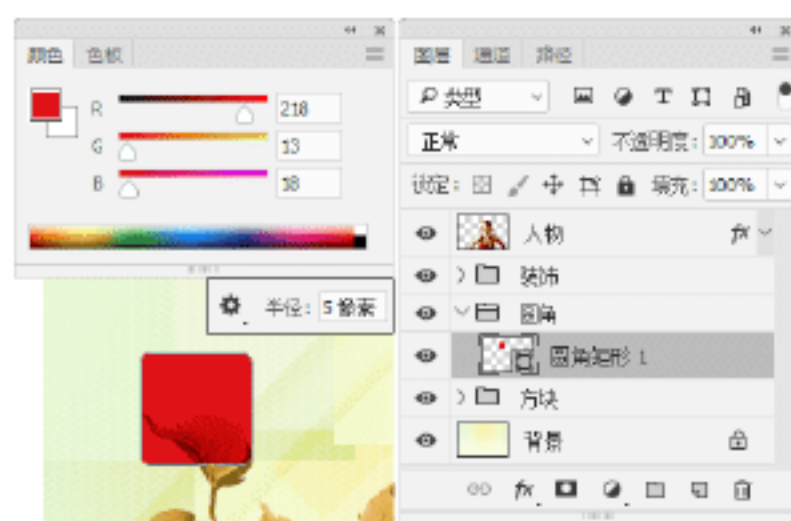 颜色 色板
R 218
G 13
B 18
半径: 5 像素
图层 通道 路径
类型
正常 不透明度: 100%
锁定: 填充: 100%
人物 fx
装饰
圆角
圆角矩形 1
方块
背景
fx